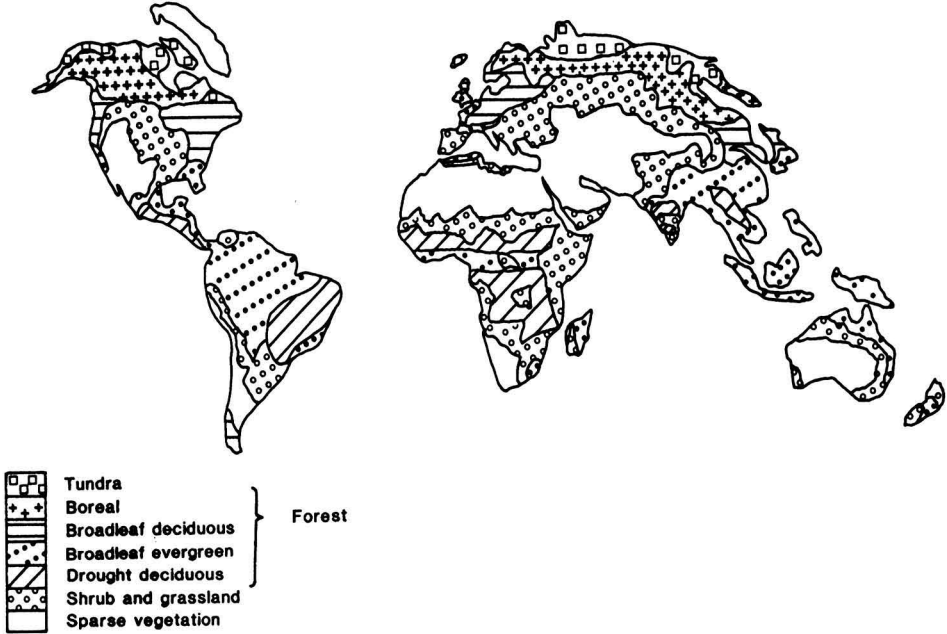 Tundra
Boreal
Broadleaf deciduous
Broadleaf evergreen
Drought deciduous
Shrub and grassland
Sparse vegetation
Forest